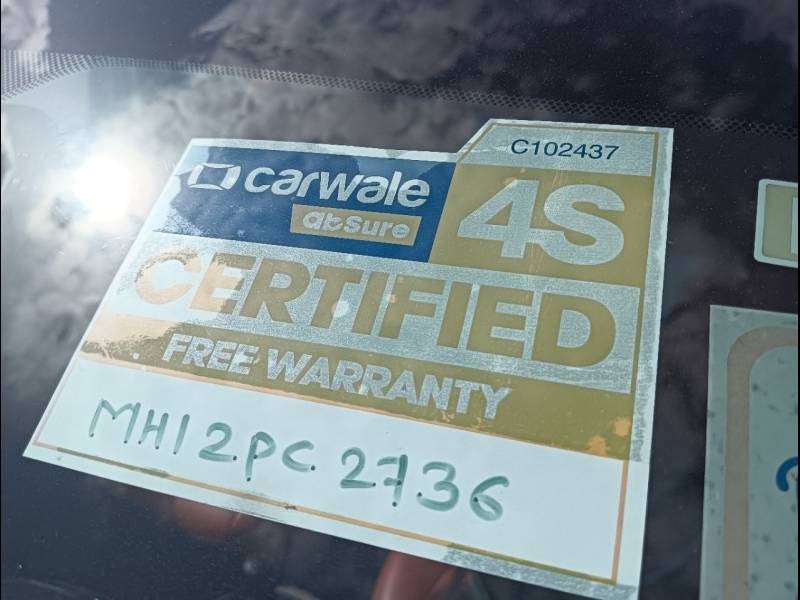 C102437
carwale
abSure
4S
CERTIFIED
FREE WARRANTY
MH12PC 2736